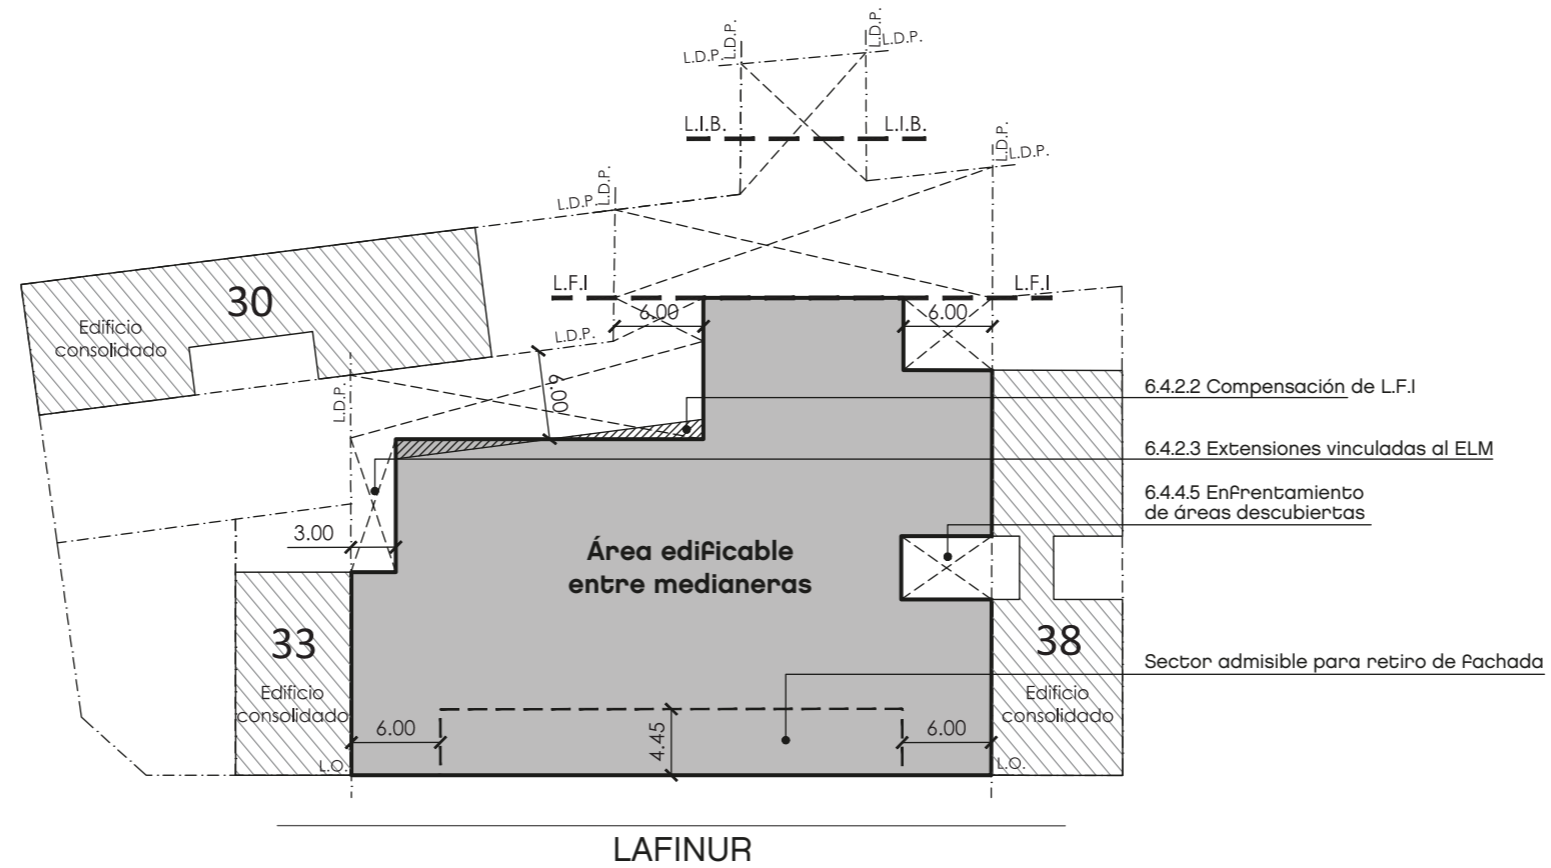 L.D.P.
L.D.P.
L.D.P.
L.D.P.
L.I.B.
L.I.B.
L.D.P.
L.D.P.
L.D.P.
L.D.P.
L.F.I
L.F.I
6.00
6.00
30
Edificio
consolidado
L.D.P.
6.00
L.D.P.
6.4.2.2 Compensación de L.F.I
6.4.2.3 Extensiones vinculadas al ELM
6.4.4.5 Enfrentamiento
de áreas descubiertas
3.00
Área edificable
entre medianeras
33
Edificio
consolidado
38
Edificio
consolidado
Sector admisible para retiro de fachada
6.00
4.45
6.00
L.O.
L.O.
LAFINUR